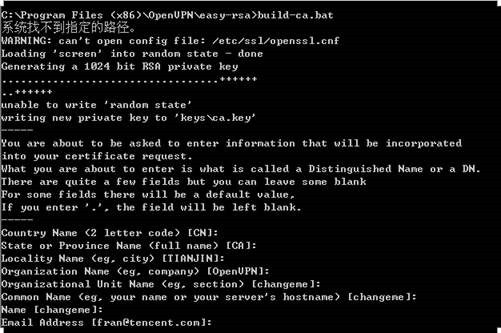 C:\Program Files (x86)\OpenVPN\easy-rsa>build-ca.bat
系统找不到指定的路径。
WARNING: can't open config file: /etc/ssl/openssl.cnf
Loading 'screen' into random state - done
Generating a 1024 bit RSA private key
..................................++++++
..++++++
unable to write 'random state'
writing new private key to 'keys\ca.key'
-----
You are about to be asked to enter information that will be incorporated
into your certificate request.
What you are about to enter is what is called a Distinguished Name or a DN.
There are quite a few fields but you can leave some blank
For some fields there will be a default value,
If you enter '.', the field will be left blank.
-----
Country Name (2 letter code) [CN]:
State or Province Name (full name) [CA]:
Locality Name (eg, city) [TIANJIN]:
Organization Name (eg, company) [OpenVPN]:
Organizational Unit Name (eg, section) [changeme]:
Common Name (eg, your name or your server's hostname) [changeme]:
Name [changeme]:
Email Address [fran@tencent.com]: